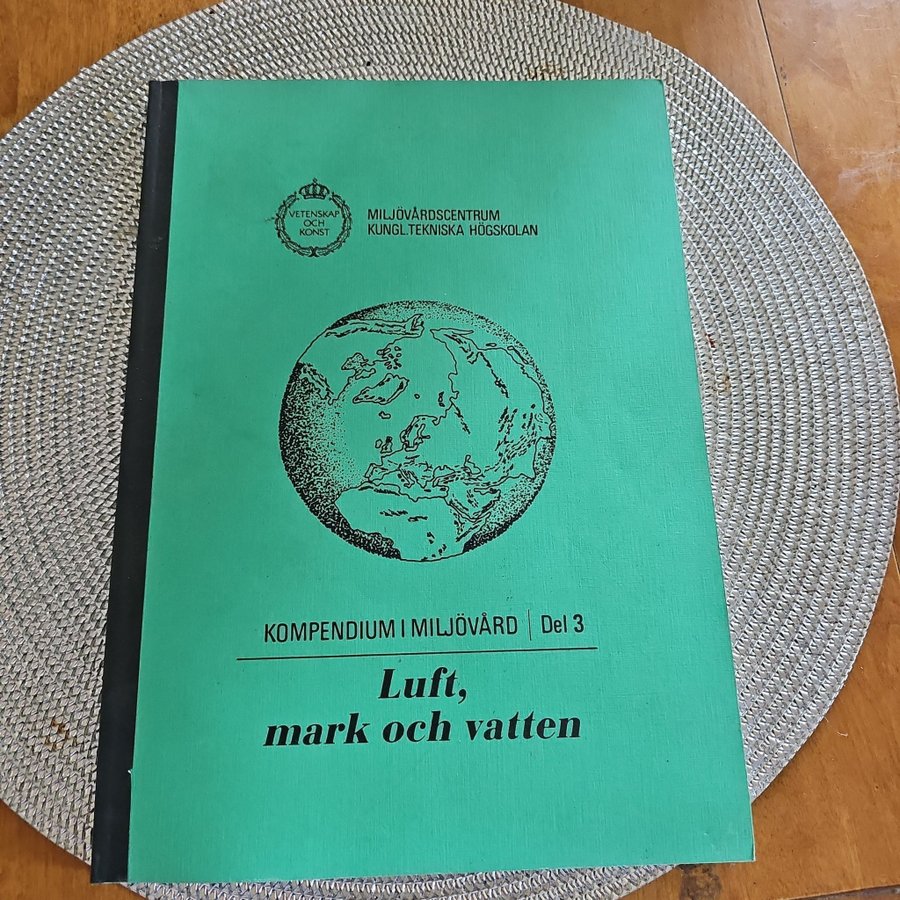 VETENSKAP
OCH
KONST
MILJÖVÅRDSCENTRUM
KUNGL.TEKNISKA HÖGSKOLAN
KOMPENDIUM I MILJÖVÅRD | Del 3
Luft,
mark och vatten